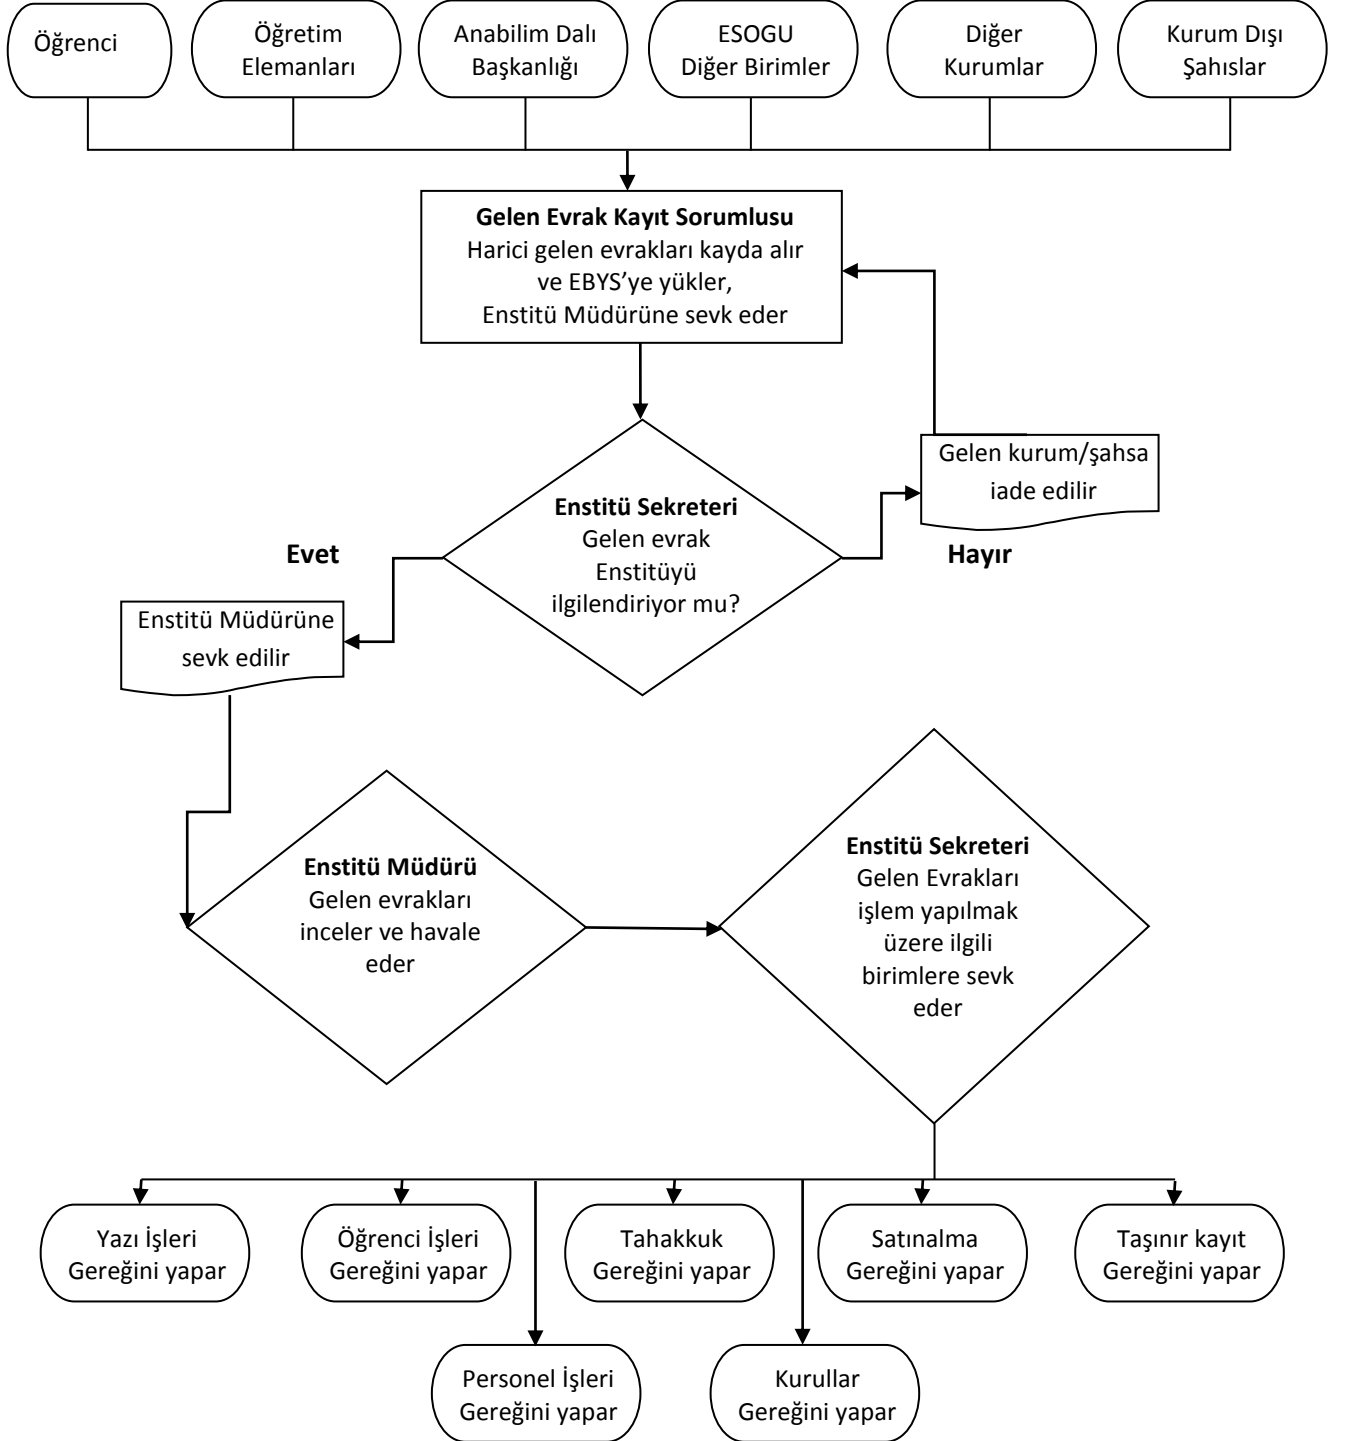 Öğrenci
Öğretim
Elemanları
Anabilim Dalı
Başkanlığı
ESOGU
Diğer Birimler
Diğer
Kurumlar
Kurum Dışı
Şahıslar
Gelen Evrak Kayıt Sorumlusu
Harici gelen evrakları kayda alır
ve EBYS’ye yükler,
Enstitü Müdürüne sevk eder
Gelen kurum/şahsa
iade edilir
Enstitü Sekreteri
Gelen evrak
Enstitüyü
ilgilendiriyor mu?
Evet
Hayır
Enstitü Müdürüne
sevk edilir
Enstitü Müdürü
Gelen evrakları
inceler ve havale
eder
Enstitü Sekreteri
Gelen Evrakları
işlem yapılmak
üzere ilgili
birimlere sevk
eder
Yazı İşleri
Gereğini yapar
Öğrenci İşleri
Gereğini yapar
Tahakkuk
Gereğini yapar
Satınalma
Gereğini yapar
Taşınır kayıt
Gereğini yapar
Personel İşleri
Gereğini yapar
Kurullar
Gereğini yapar